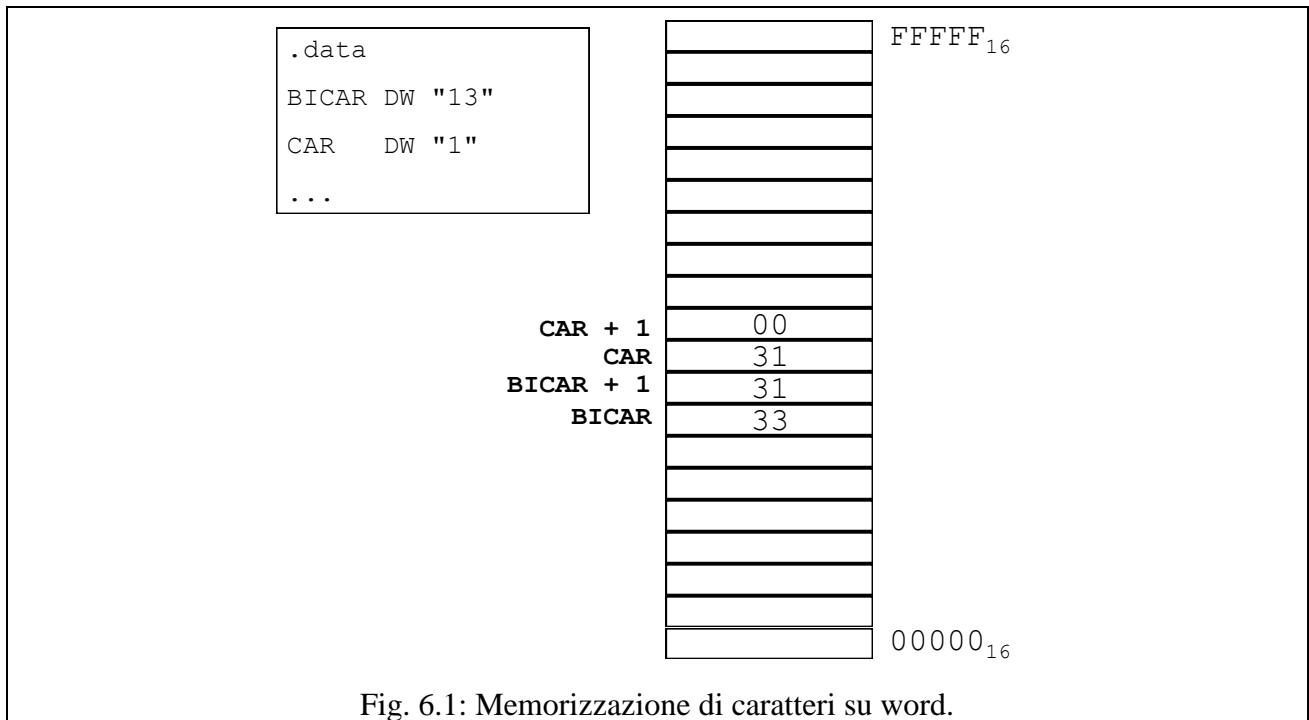 .data
BICAR DW "13"
CAR DW "1"
...
FFFFF16
CAR + 1 00
CAR 31
BICAR + 1 31
BICAR 33
0000016
Fig. 6.1: Memorizzazione di caratteri su word.